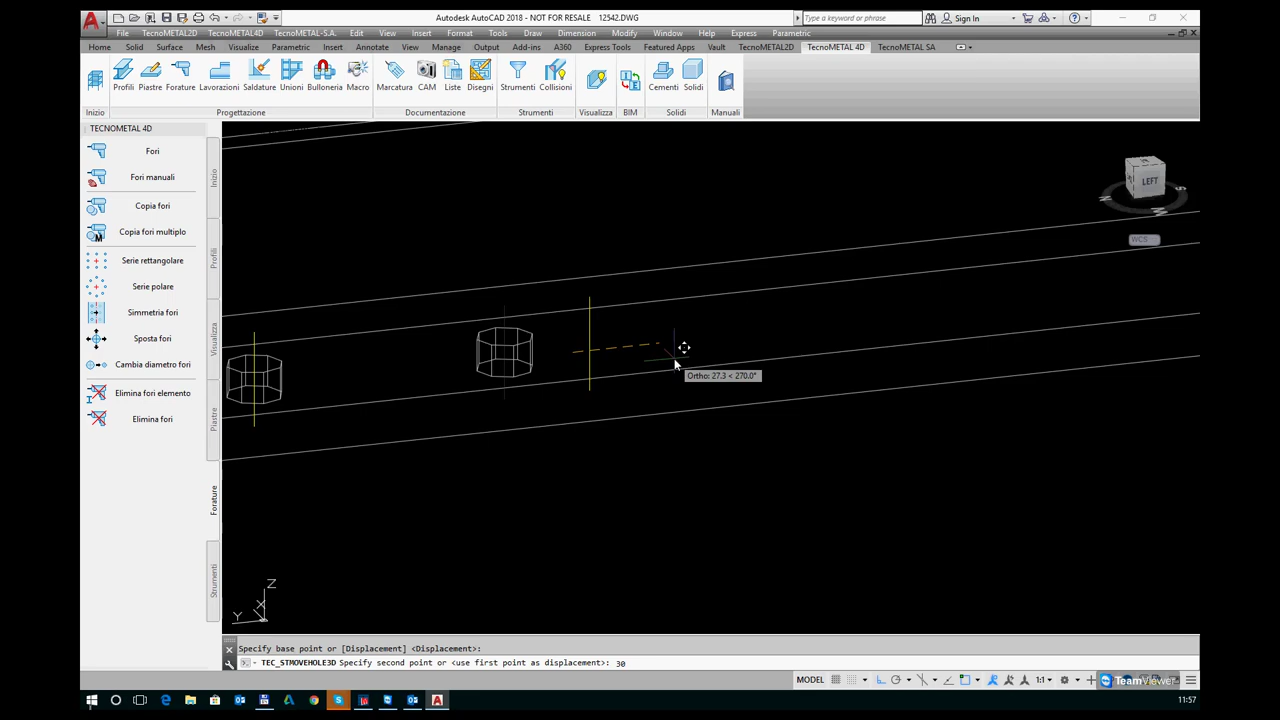 Autodesk AutoCAD 2018 - NOT FOR RESALE 12542.DWG
Type a keyword or phrase
Sign In
File Edit View Insert Format Tools Draw Dimension Modify Window Help Express Parametric
TecnoMETAL2D TecnoMETAL4D TecnoMETAL-S.A.
Home Solid Surface Mesh Visualize Parametric Insert Annotate View Manage Output Add-ins A360 Express Tools Featured Apps Vault TecnoMETAL2D TecnoMETAL 4D TecnoMETAL SA
Profili Piastre Forature Lavorazioni Saldature Unioni Bulloneria Macro Marcatura CAM Liste Disegni Strumenti Collisioni Cementi Solidi
Inizio Progettazione Documentazione Strumenti Visualizza BIM Solidi Manuali
TECNOMETAL 4D
Fori
Fori manuali
Copia fori
Copia fori multiplo
Serie rettangolare
Serie polare
Simmetria fori
Sposta fori
Cambia diametro fori
Elimina fori elemento
Elimina fori
Inizio
Profili
Visualizza
Piastre
Forature
Strumenti
LEFT
N
S
W
WCS
Ortho: 27.3 < 270.0°
Z
X
Y
Specify base point or [Displacement] <Displacement>:
TEC_STMOVEHOLE3D Specify second point or <use first point as displacement>: 30
MODEL
1:1
TeamViewer
11:57